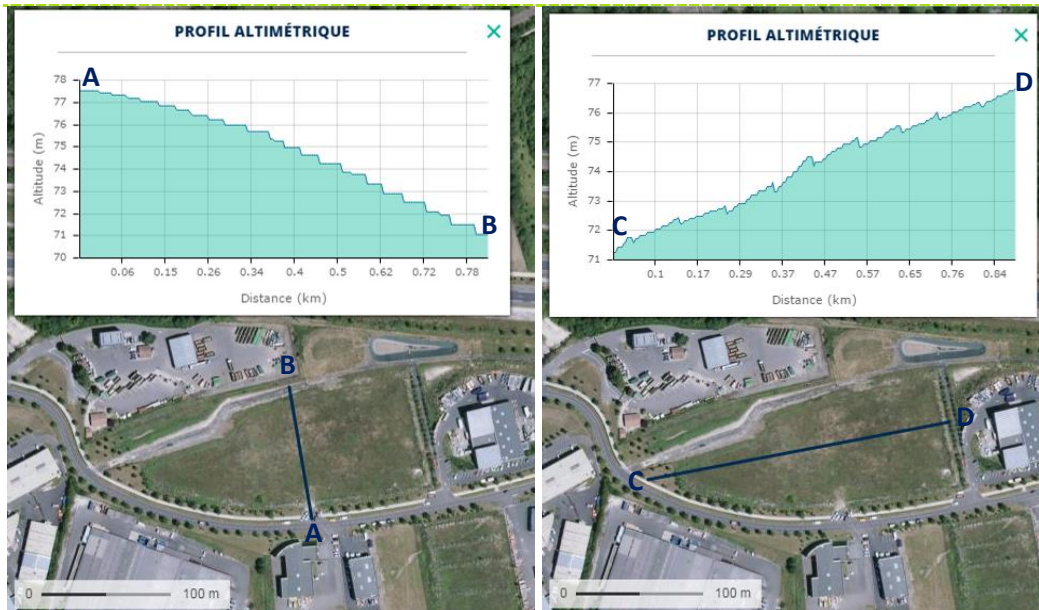 PROFIL ALTIMÉTRIQUE
×
A
78
77
76
75
74
73
72
71
70
Altitude (m)
B
0.06 0.15 0.26 0.34 0.4 0.5 0.62 0.72 0.78
Distance (km)
B
A
0 100 m
PROFIL ALTIMÉTRIQUE
×
D
77
76
75
74
73
72
71
Altitude (m)
C
0.1 0.17 0.29 0.37 0.47 0.57 0.65 0.76 0.84
Distance (km)
D
C
0 100 m